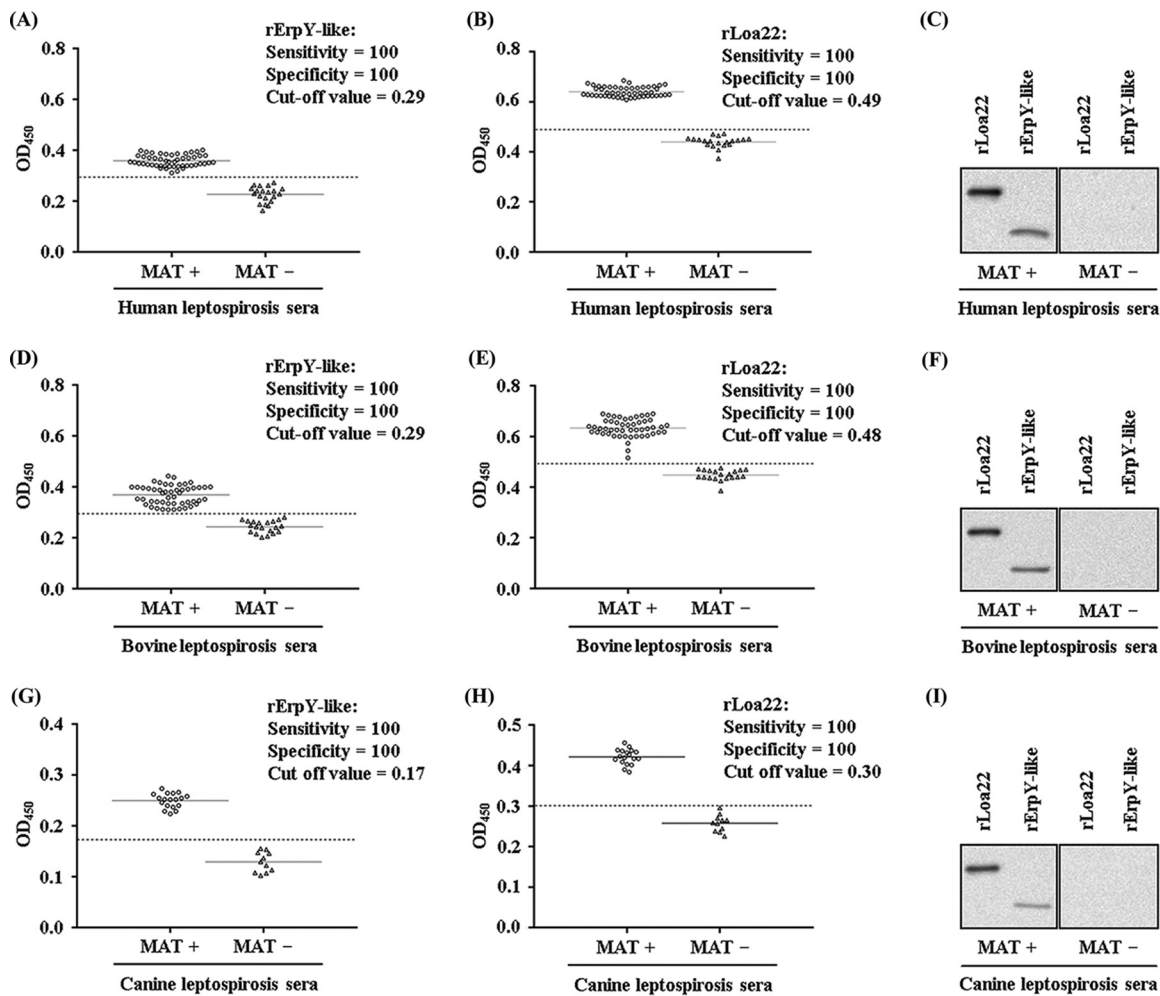 (A)
rErpY-like:
Sensitivity = 100
Specificity = 100
Cut-off value = 0.29
0.8
0.6
0.4
0.2
0.0
OD450
MAT + MAT −
Human leptospirosis sera
(B)
rLoa22:
Sensitivity = 100
Specificity = 100
Cut-off value = 0.49
0.8
0.6
0.4
0.2
0.0
OD450
MAT + MAT −
Human leptospirosis sera
(C)
rLoa22
rErpY-like
rLoa22
rErpY-like
MAT + MAT −
Human leptospirosis sera
(D)
rErpY-like:
Sensitivity = 100
Specificity = 100
Cut-off value = 0.29
0.8
0.6
0.4
0.2
0.0
OD450
MAT + MAT −
Bovine leptospirosis sera
(E)
rLoa22:
Sensitivity = 100
Specificity = 100
Cut-off value = 0.48
0.8
0.6
0.4
0.2
0.0
OD450
MAT + MAT −
Bovine leptospirosis sera
(F)
rLoa22
rErpY-like
rLoa22
rErpY-like
MAT + MAT −
Bovine leptospirosis sera
(G)
rErpY-like:
Sensitivity = 100
Specificity = 100
Cut off value = 0.17
0.4
0.3
0.2
0.1
0.0
OD450
MAT + MAT −
Canine leptospirosis sera
(H)
rLoa22:
Sensitivity = 100
Specificity = 100
Cut off value = 0.30
0.5
0.4
0.3
0.2
0.1
0.0
OD450
MAT + MAT −
Canine leptospirosis sera
(I)
rLoa22
rErpY-like
rLoa22
rErpY-like
MAT + MAT −
Canine leptospirosis sera